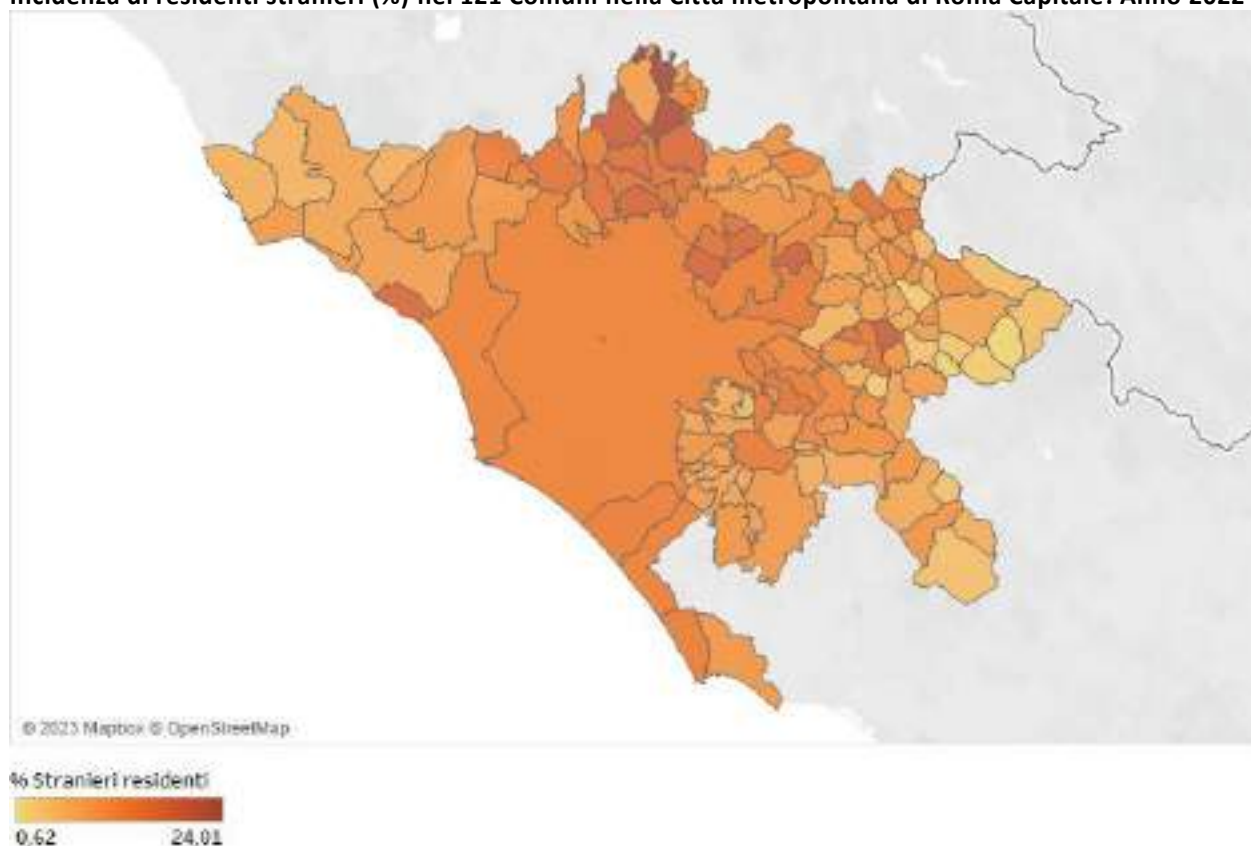 Incidenza di residenti stranieri (%) nei 121 Comuni nella Città metropolitana di Roma Capitale. Anno 2022
© 2023 Mapbox © OpenStreetMap
% Stranieri residenti
0,62 24,01